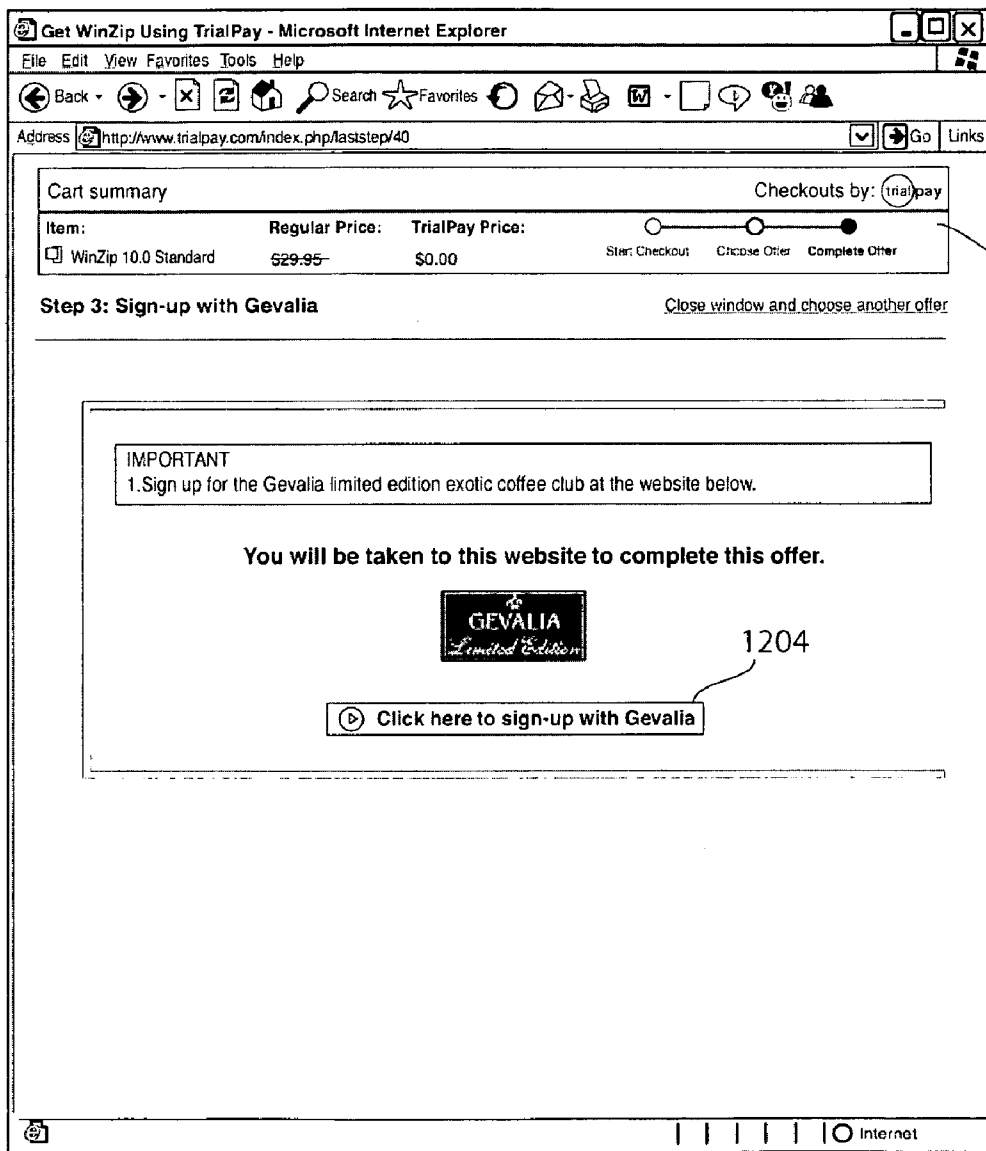 Get WinZip Using TrialPay - Microsoft Internet Explorer
File Edit View Favorites Tools Help
Back Search Favorites W
Address http://www.trialpay.com/index.php/laststep/40 Go Links
Cart summary Checkouts by: trialpay
Item: Regular Price: TrialPay Price:
Start Checkout Choose Offer Complete Offer
WinZip 10.0 Standard $29.95 $0.00
Step 3: Sign-up with Gevalia Close window and choose another offer
IMPORTANT
1.Sign up for the Gevalia limited edition exotic coffee club at the website below.
You will be taken to this website to complete this offer.
GEVALIA
Limited Edition
1204
Click here to sign-up with Gevalia
Internet